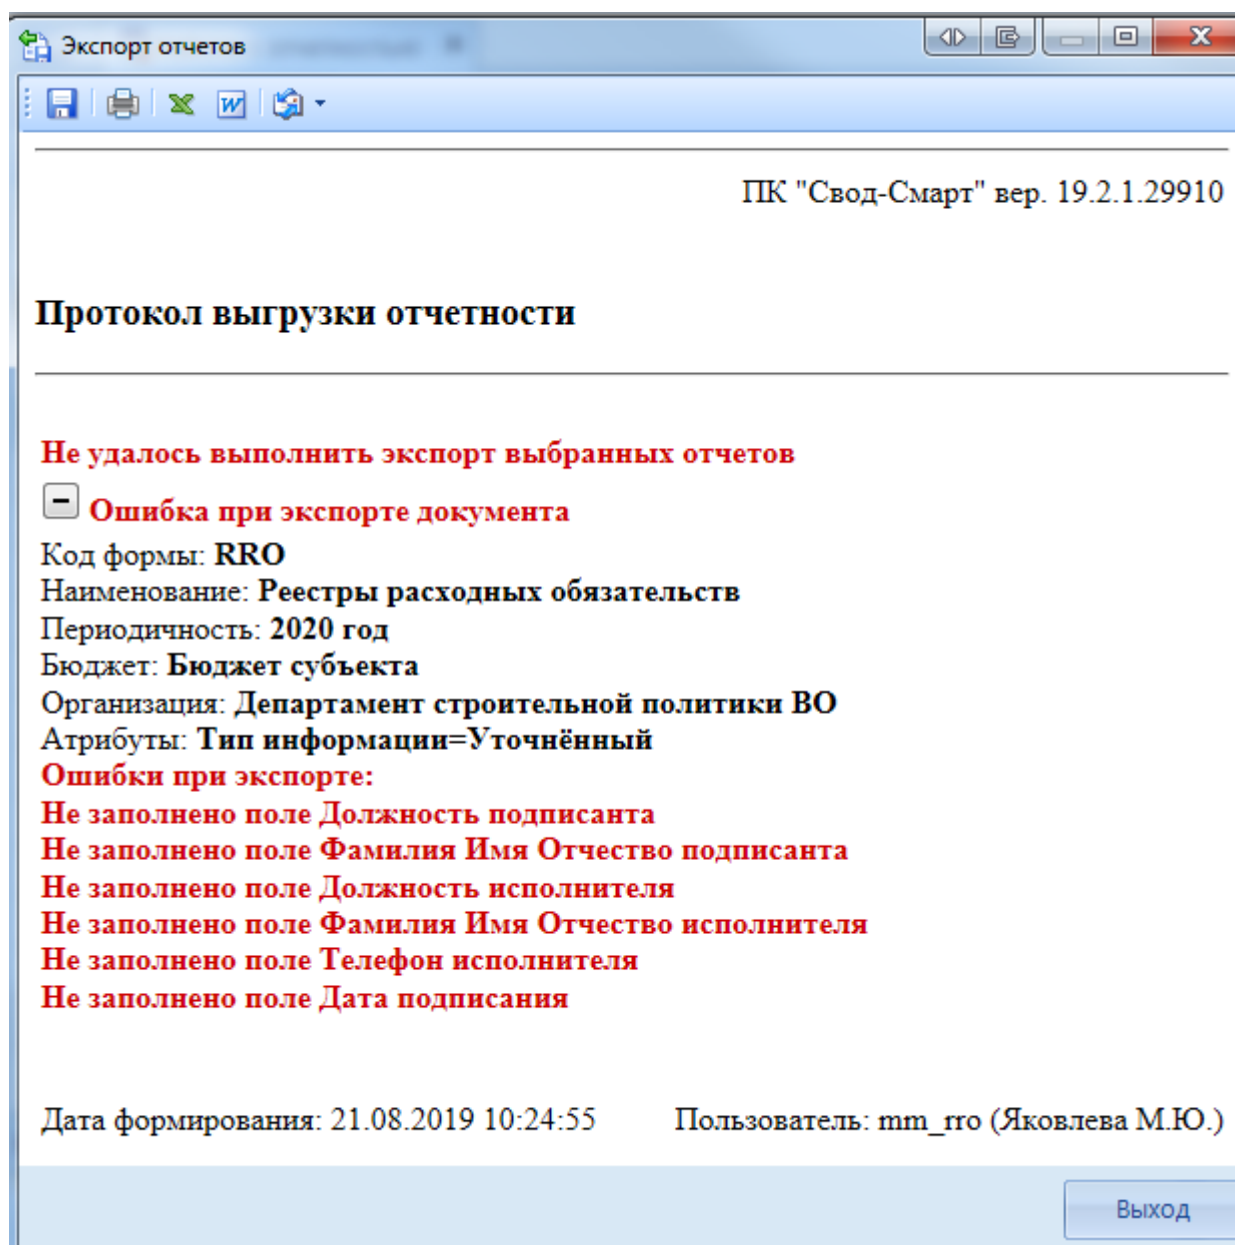 Экспорт отчетов
ПК "Свод-Смарт" вер. 19.2.1.29910
Протокол выгрузки отчетности
Не удалось выполнить экспорт выбранных отчетов
Ошибка при экспорте документа
Код формы: RRO
Наименование: Реестры расходных обязательств
Периодичность: 2020 год
Бюджет: Бюджет субъекта
Организация: Департамент строительной политики ВО
Атрибуты: Тип информации=Уточнённый
Ошибки при экспорте:
Не заполнено поле Должность подписанта
Не заполнено поле Фамилия Имя Отчество подписанта
Не заполнено поле Должность исполнителя
Не заполнено поле Фамилия Имя Отчество исполнителя
Не заполнено поле Телефон исполнителя
Не заполнено поле Дата подписания
Дата формирования: 21.08.2019 10:24:55 Пользователь: mm_rro (Яковлева М.Ю.)
Выход